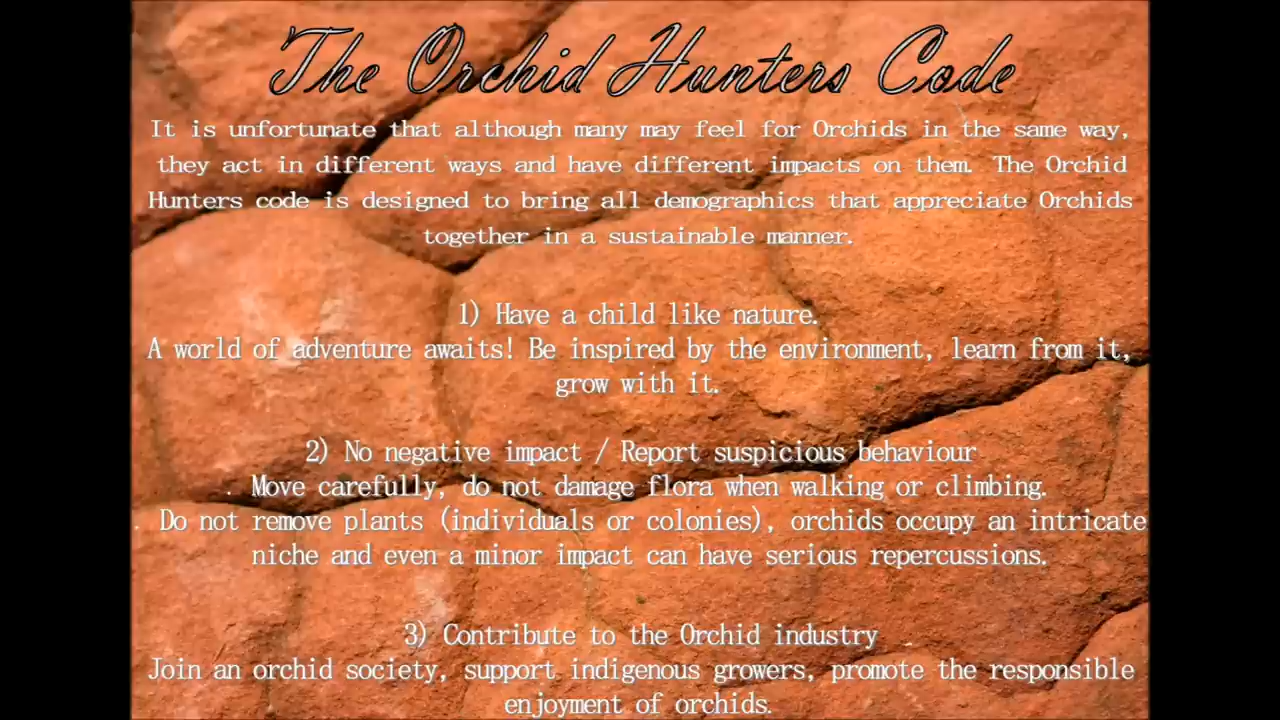 The Orchid Hunters Code
It is unfortunate that although many may feel for Orchids in the same way,
they act in different ways and have different impacts on them. The Orchid
Hunters code is designed to bring all demographics that appreciate Orchids
together in a sustainable manner.
1) Have a child like nature.
A world of adventure awaits! Be inspired by the environment, learn from it,
grow with it.
2) No negative impact / Report suspicious behaviour
. Move carefully, do not damage flora when walking or climbing.
. Do not remove plants (individuals or colonies), orchids occupy an intricate
niche and even a minor impact can have serious repercussions.
3) Contribute to the Orchid industry
Join an orchid society, support indigenous growers, promote the responsible
enjoyment of orchids.